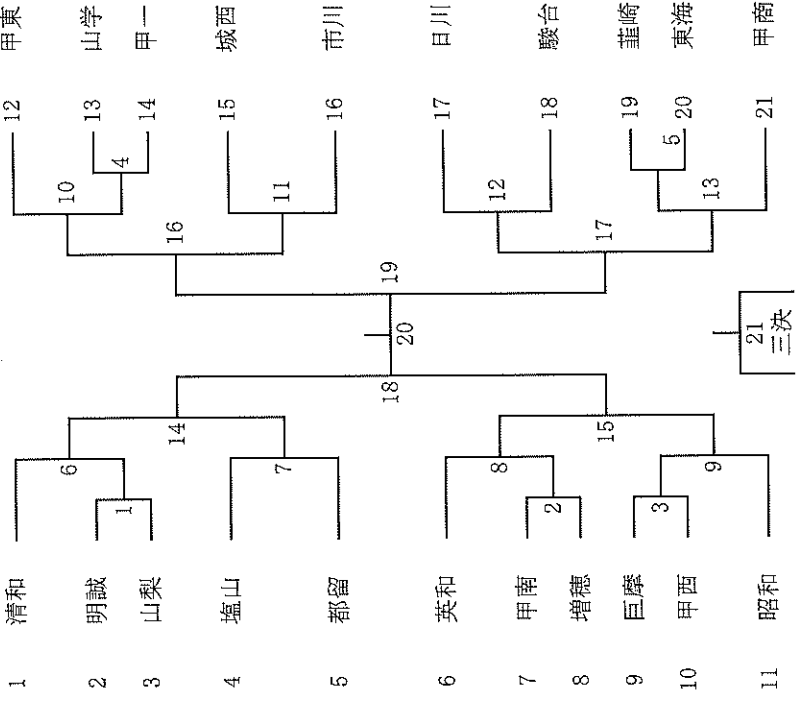 1 清和
2 明誠
3 山梨
4 塩山
5 都留
6 英和
7 甲南
8 増穂
9 巨摩
10 甲西
11 昭和
12 甲東
13 山学
14 甲一
15 城西
16 市川
17 日川
18 駿台
19 韮崎
20 東海
21 甲商
1
2
3
4
5
6
7
8
9
10
11
12
13
14
15
16
17
18
19
20
21
三決